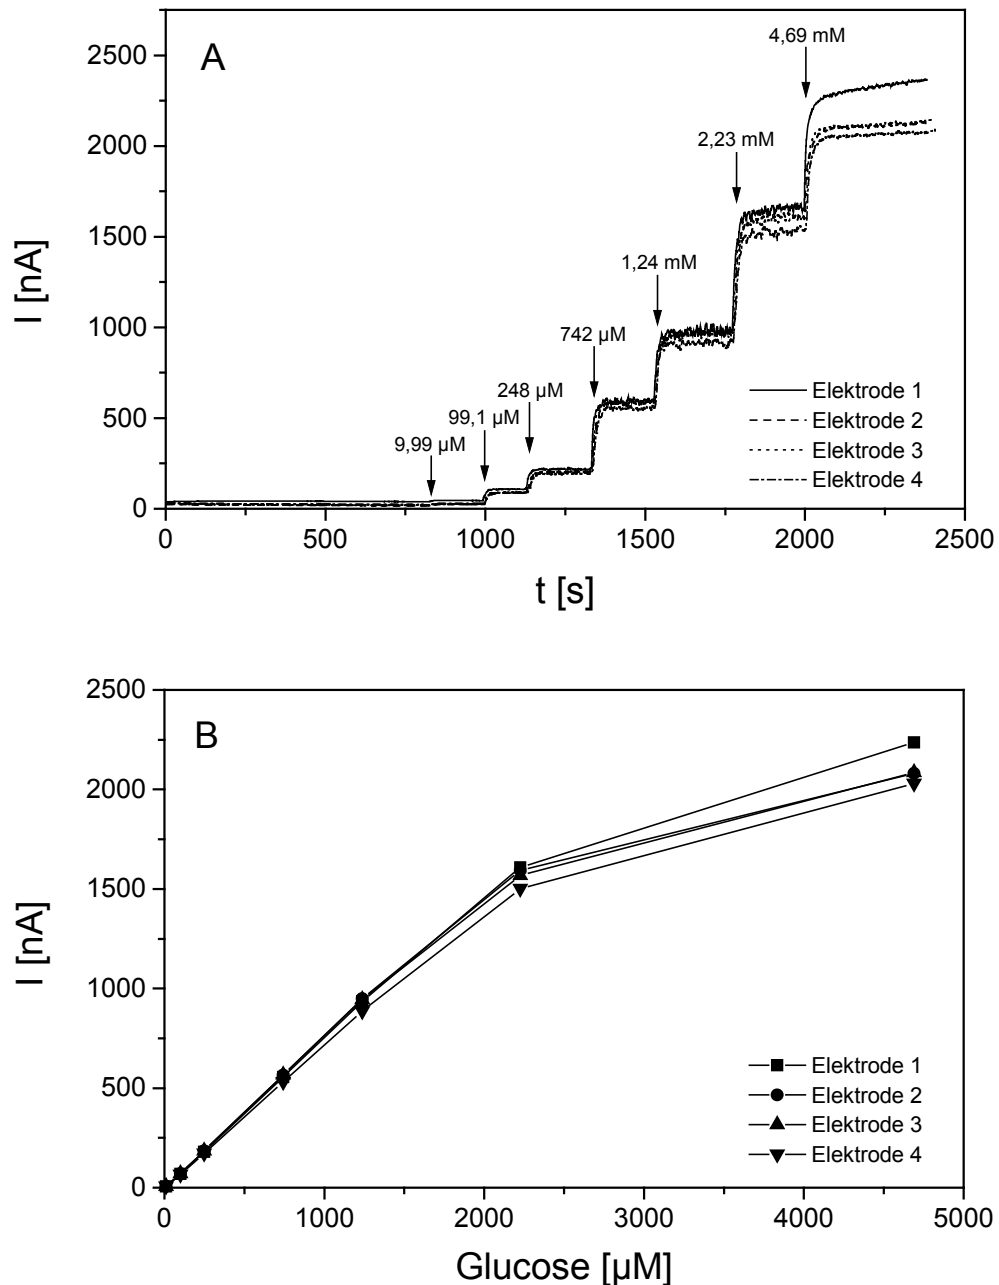 A
4,69 mM
2,23 mM
1,24 mM
742 µM
248 µM
99,1 µM
9,99 µM
2500
2000
1500
1000
500
0
I [nA]
Elektrode 1
Elektrode 2
Elektrode 3
Elektrode 4
0 500 1000 1500 2000 2500
t [s]
B
2500
2000
1500
1000
500
0
I [nA]
Elektrode 1
Elektrode 2
Elektrode 3
Elektrode 4
0 1000 2000 3000 4000 5000
Glucose [µM]